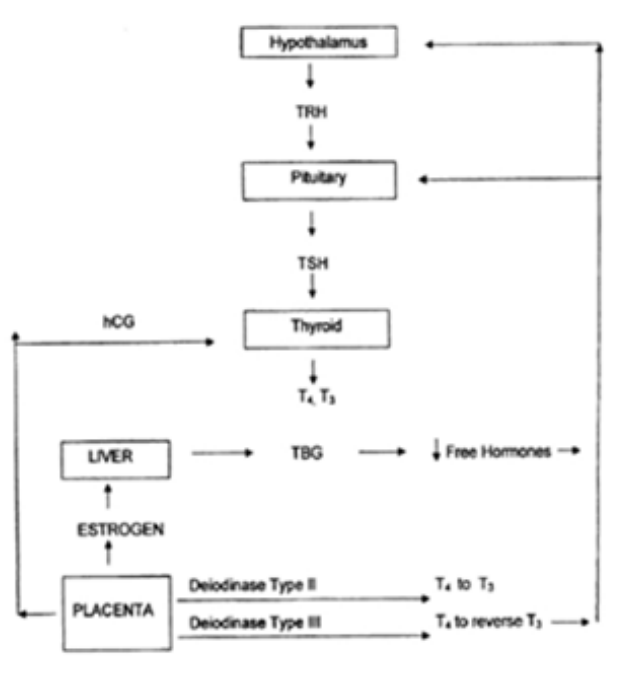 Hypothalamus
TRH
Pituitary
TSH
hCG
Thyroid
T₄, T₃
LIVER
TBG
↓ Free Hormones
ESTROGEN
PLACENTA
Deiodinase Type II
T₄ to T₃
Deiodinase Type III
T₄ to reverse T₃